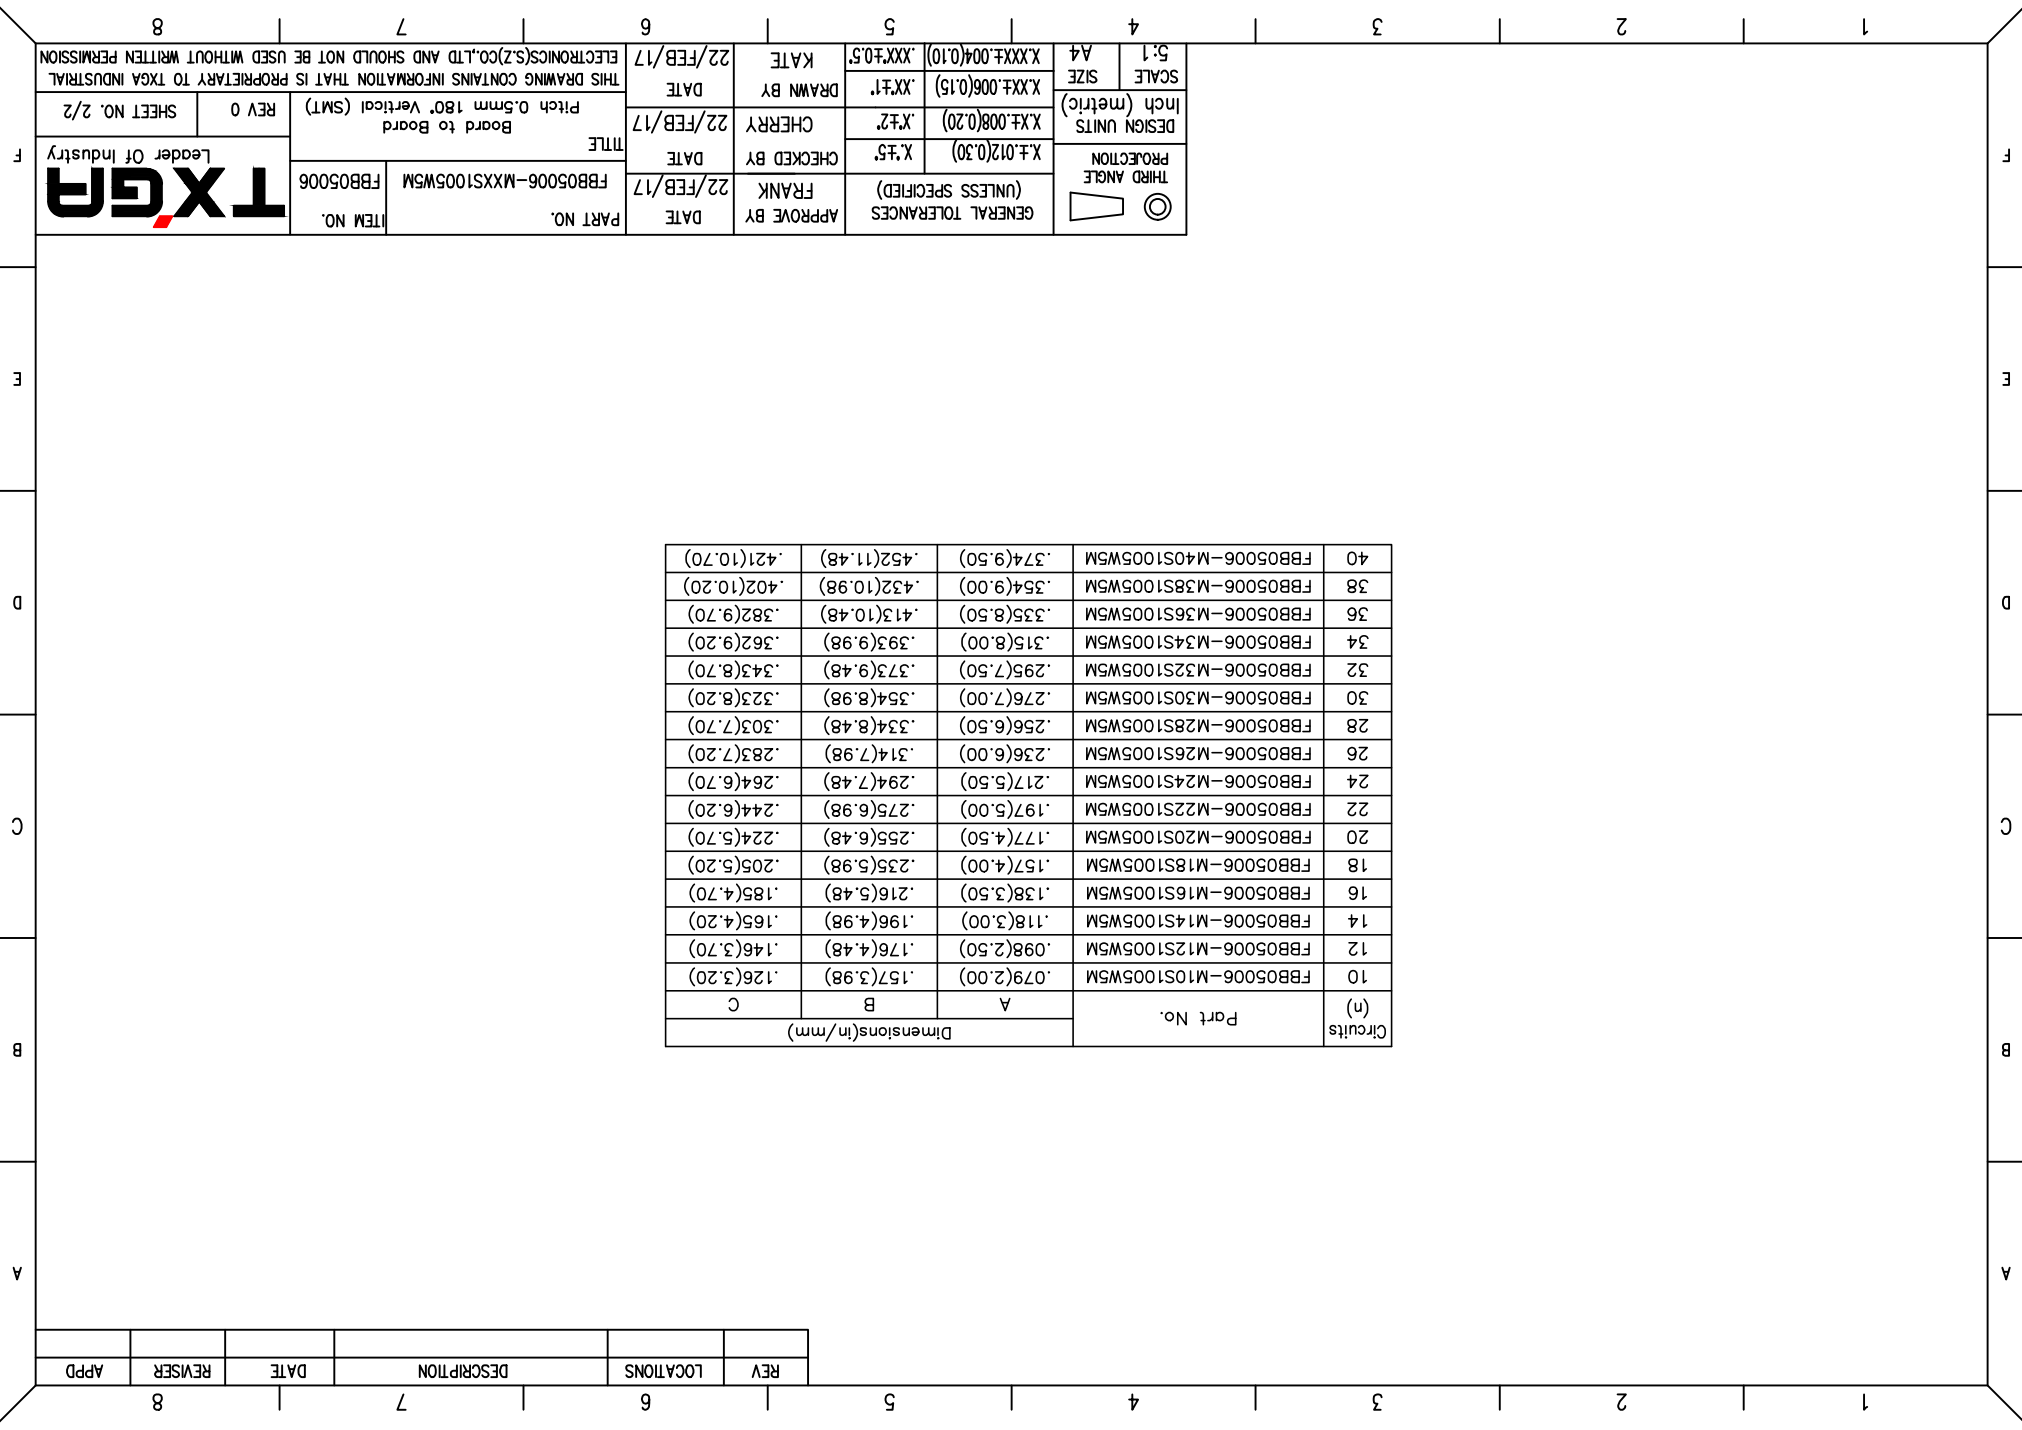 1 2 3 4 5 6 7 8
REV LOCATIONS DESCRIPTION DATE REVISER APPD
A A
B B
Circuits (n) Part No. Dimensions(in/mm)
A B C
10 FBB05006-M10S1005W5M .079(2.00) .157(3.98) .126(3.20)
12 FBB05006-M12S1005W5M .098(2.50) .176(4.48) .146(3.70)
14 FBB05006-M14S1005W5M .118(3.00) .196(4.98) .165(4.20)
16 FBB05006-M16S1005W5M .138(3.50) .216(5.48) .185(4.70)
18 FBB05006-M18S1005W5M .157(4.00) .235(5.98) .205(5.20)
20 FBB05006-M20S1005W5M .177(4.50) .255(6.48) .224(5.70)
22 FBB05006-M22S1005W5M .197(5.00) .275(6.98) .244(6.20)
24 FBB05006-M24S1005W5M .217(5.50) .294(7.48) .264(6.70)
26 FBB05006-M26S1005W5M .236(6.00) .314(7.98) .283(7.20)
28 FBB05006-M28S1005W5M .256(6.50) .334(8.48) .303(7.70)
30 FBB05006-M30S1005W5M .276(7.00) .354(8.98) .323(8.20)
32 FBB05006-M32S1005W5M .295(7.50) .373(9.48) .343(8.70)
34 FBB05006-M34S1005W5M .315(8.00) .393(9.98) .362(9.20)
36 FBB05006-M36S1005W5M .335(8.50) .413(10.48) .382(9.70)
38 FBB05006-M38S1005W5M .354(9.00) .432(10.98) .402(10.20)
40 FBB05006-M40S1005W5M .374(9.50) .452(11.48) .421(10.70)
C C
D D
E E
F F
THIRD ANGLE
PROJECTION
DESIGN UNITS
Inch (metric)
SCALE
5:1
SIZE
A4
GENERAL TOLERANCES
(UNLESS SPECIFIED)
X.±.012(0.30) X.°±5°
X.X±.008(0.20) .X°±2°
X.XX±.006(0.15) .XX°±1°
X.XXX±.004(0.10) .XXX°±0.5°
APPROVE BY
FRANK
DATE
22/FEB/17
CHECKED BY
CHERRY
DATE
22/FEB/17
DRAWN BY
KATE
DATE
22/FEB/17
PART NO.
FBB05006-MXXS1005W5M
ITEM NO.
FBB05006
TITLE
Board to Board
Pitch 0.5mm 180° Vertical (SMT)
TXGA
Leader Of Industry
REV 0
SHEET NO. 2/2
THIS DRAWING CONTAINS INFORMATION THAT IS PROPRIETARY TO TXGA INDUSTRIAL
ELECTRONICS(S.Z)CO.,LTD AND SHOULD NOT BE USED WITHOUT WRITTEN PERMISSION
1 2 3 4 5 6 7 8